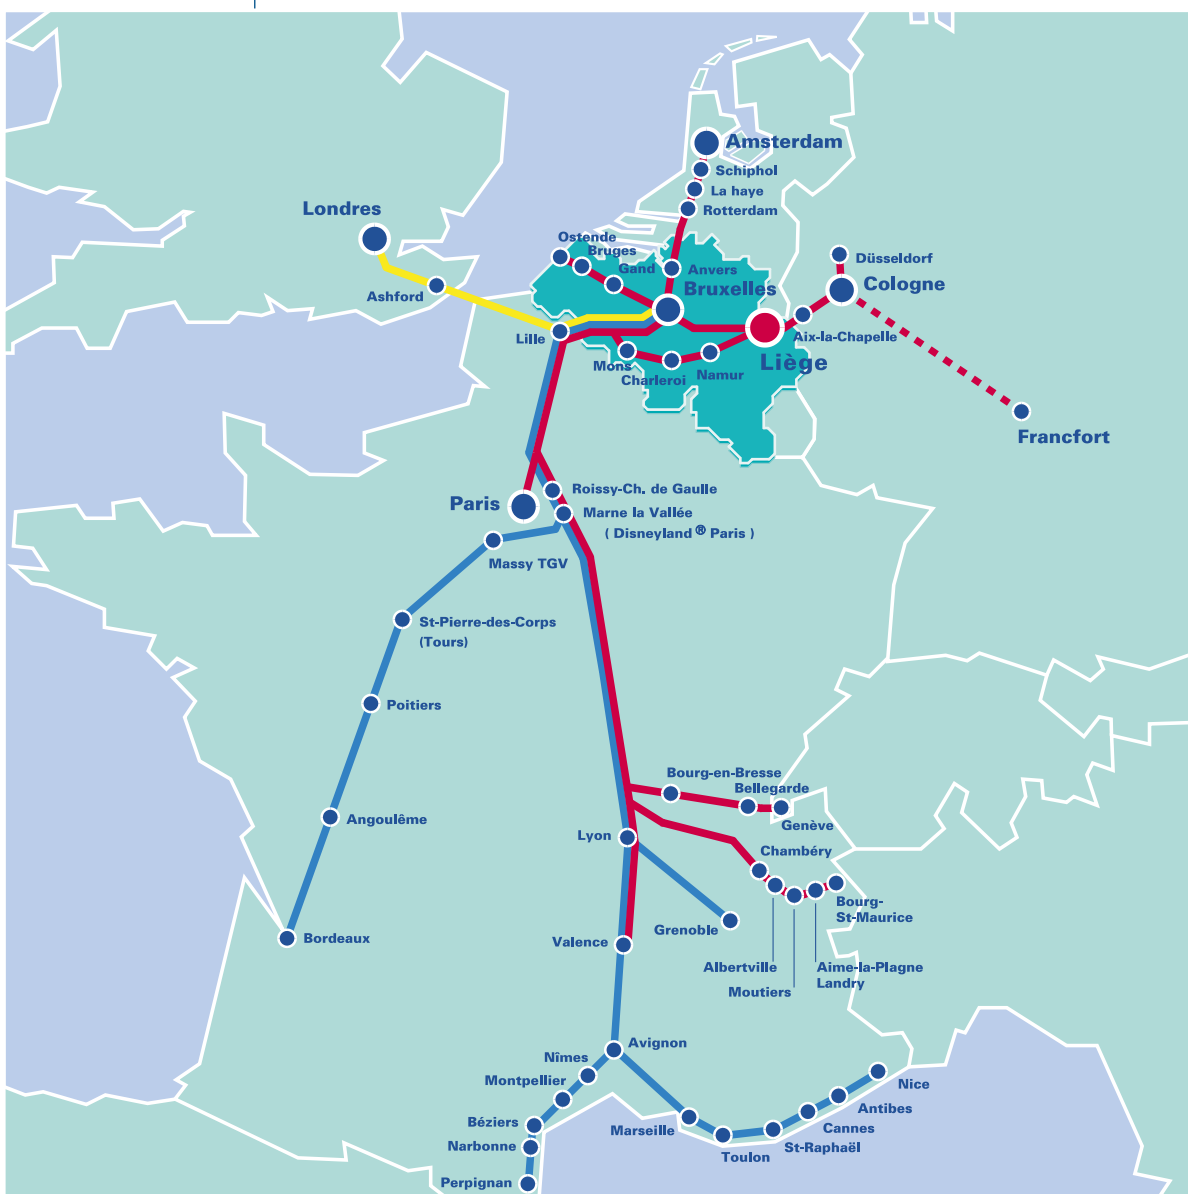 Amsterdam
Schiphol
La haye
Rotterdam
Londres
Ostende
Bruges
Gand
Anvers
Düsseldorf
Ashford
Bruxelles
Cologne
Lille
Aix-la-Chapelle
Mons
Charleroi
Namur
Liège
Francfort
Paris
Roissy-Ch. de Gaulle
Marne la Vallée
( Disneyland ® Paris )
Massy TGV
St-Pierre-des-Corps
(Tours)
Poitiers
Bourg-en-Bresse
Bellegarde
Genève
Angoulême
Lyon
Chambéry
Bourg-
St-Maurice
Bordeaux
Valence
Grenoble
Albertville
Aime-la-Plagne
Landry
Moutiers
Avignon
Nîmes
Montpellier
Nice
Antibes
Béziers
Marseille
Cannes
Narbonne
St-Raphaël
Toulon
Perpignan